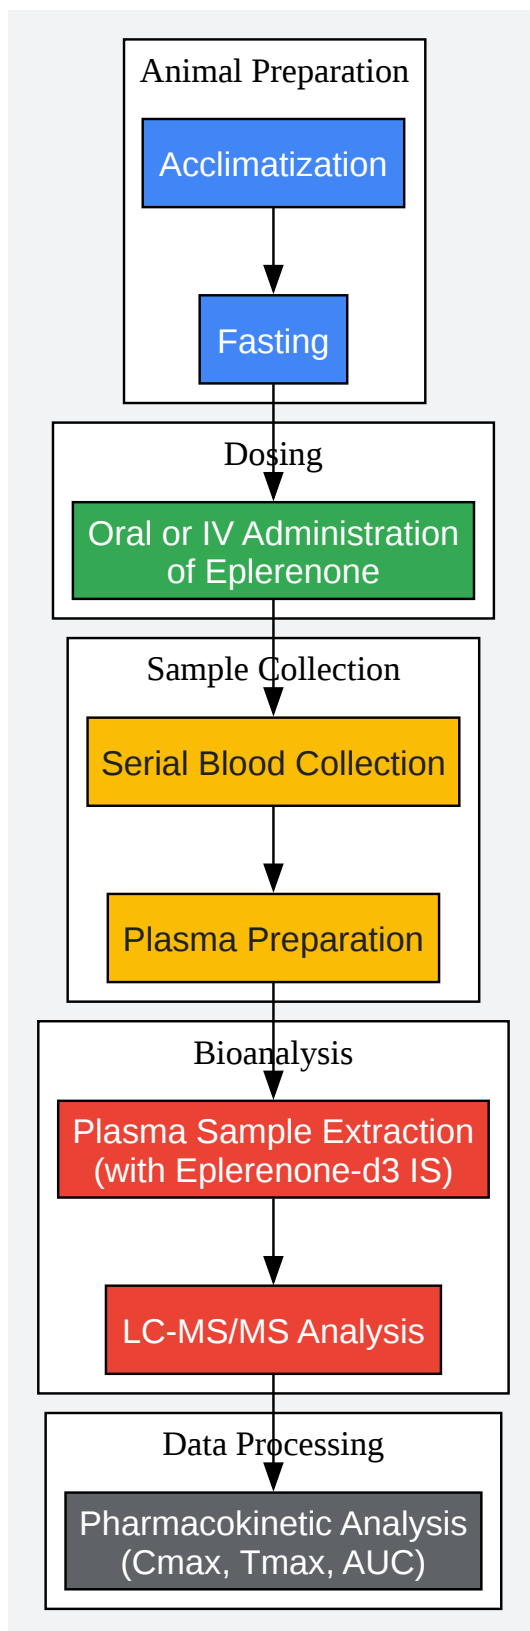 Animal Preparation
Acclimatization
Fasting
Dosing
Oral or IV Administration
of Eplerenone
Sample Collection
Serial Blood Collection
Plasma Preparation
Bioanalysis
Plasma Sample Extraction
(with Eplerenone-d3 IS)
LC-MS/MS Analysis
Data Processing
Pharmacokinetic Analysis
(Cmax, Tmax, AUC)